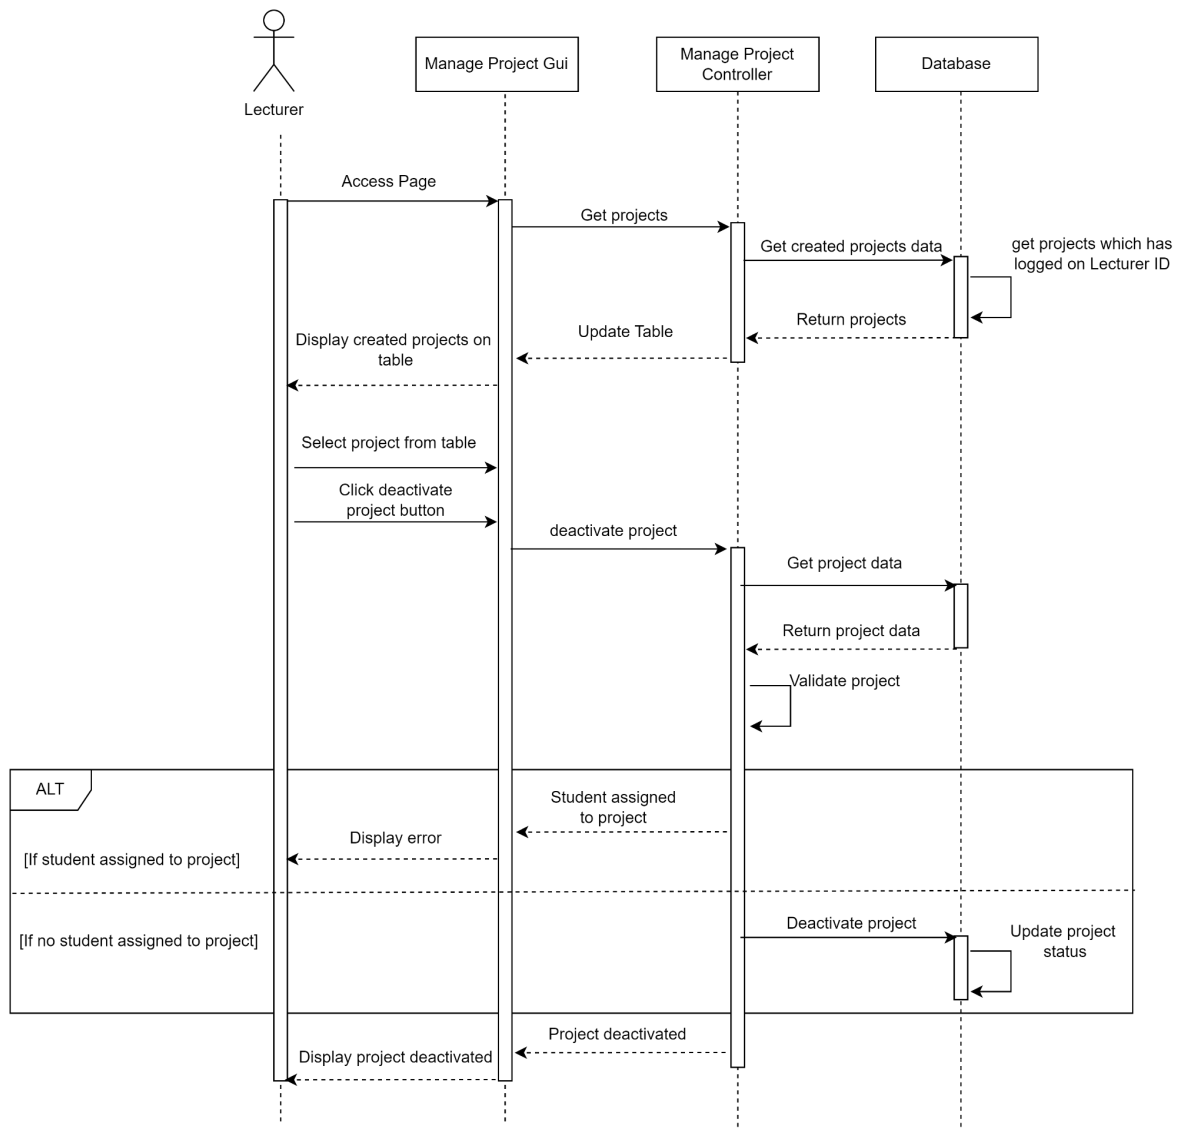 Lecturer
Manage Project Gui
Manage Project
Controller
Database
Access Page
Get projects
Get created projects data
get projects which has
logged on Lecturer ID
Return projects
Update Table
Display created projects on
table
Select project from table
Click deactivate
project button
deactivate project
Get project data
Return project data
Validate project
ALT
Student assigned
to project
Display error
[If student assigned to project]
Deactivate project
Update project
status
[If no student assigned to project]
Project deactivated
Display project deactivated